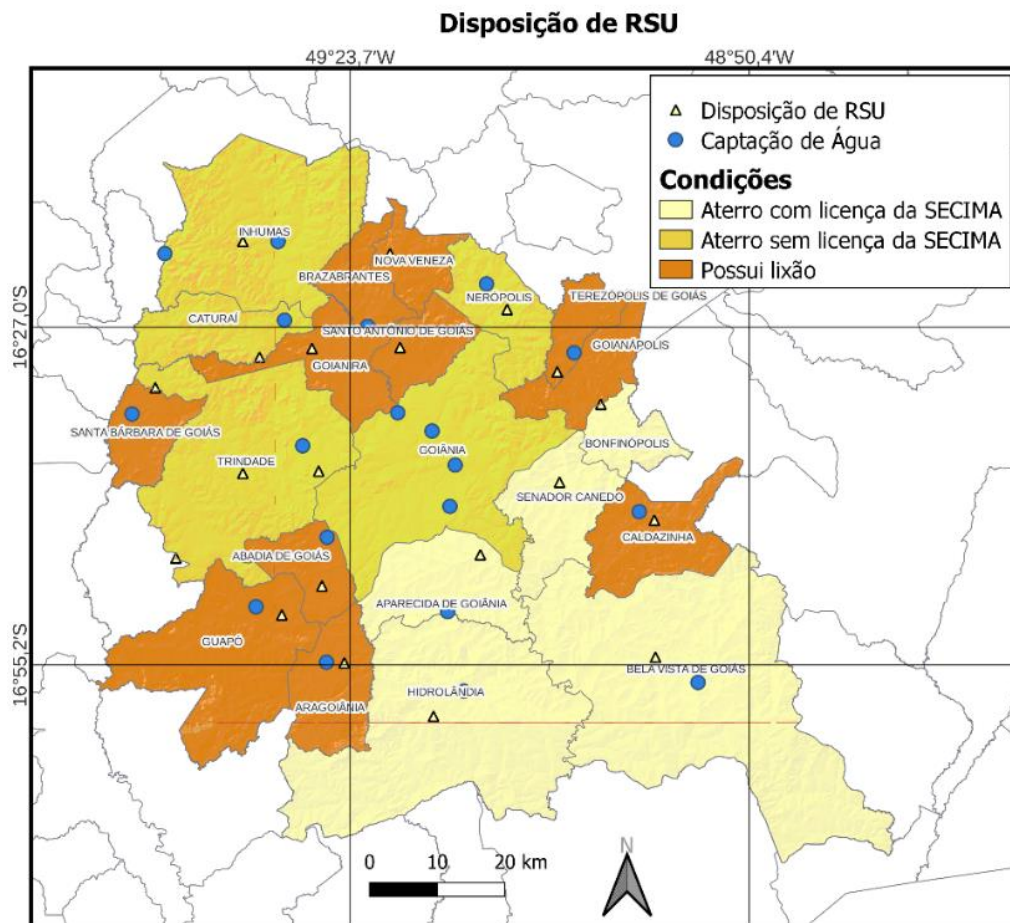 Disposição de RSU
49°23,7'W
48°50,4'W
Disposição de RSU
Captação de Água
Condições
Aterro com licença da SECIMA
Aterro sem licença da SECIMA
Possui lixão
INHUMAS
NOVA VENEZA
BRAZABRANTES
NERÓPOLIS
TEREZÓPOLIS DE GOIÁS
CATURAÍ
16°27,0'S
SANTO ANTÔNIO DE GOIÁS
GOIANÁPOLIS
GOIANIRA
SANTA BÁRBARA DE GOIÁS
BONFINÓPOLIS
GOIÂNIA
TRINDADE
SENADOR CANEDO
CALDAZINHA
ABADIA DE GOIÁS
APARECIDA DE GOIÂNIA
GUAPÓ
16°55,2'S
BELA VISTA DE GOIÁS
HIDROLÂNDIA
ARAGOIÂNIA
N
0 10 20 km